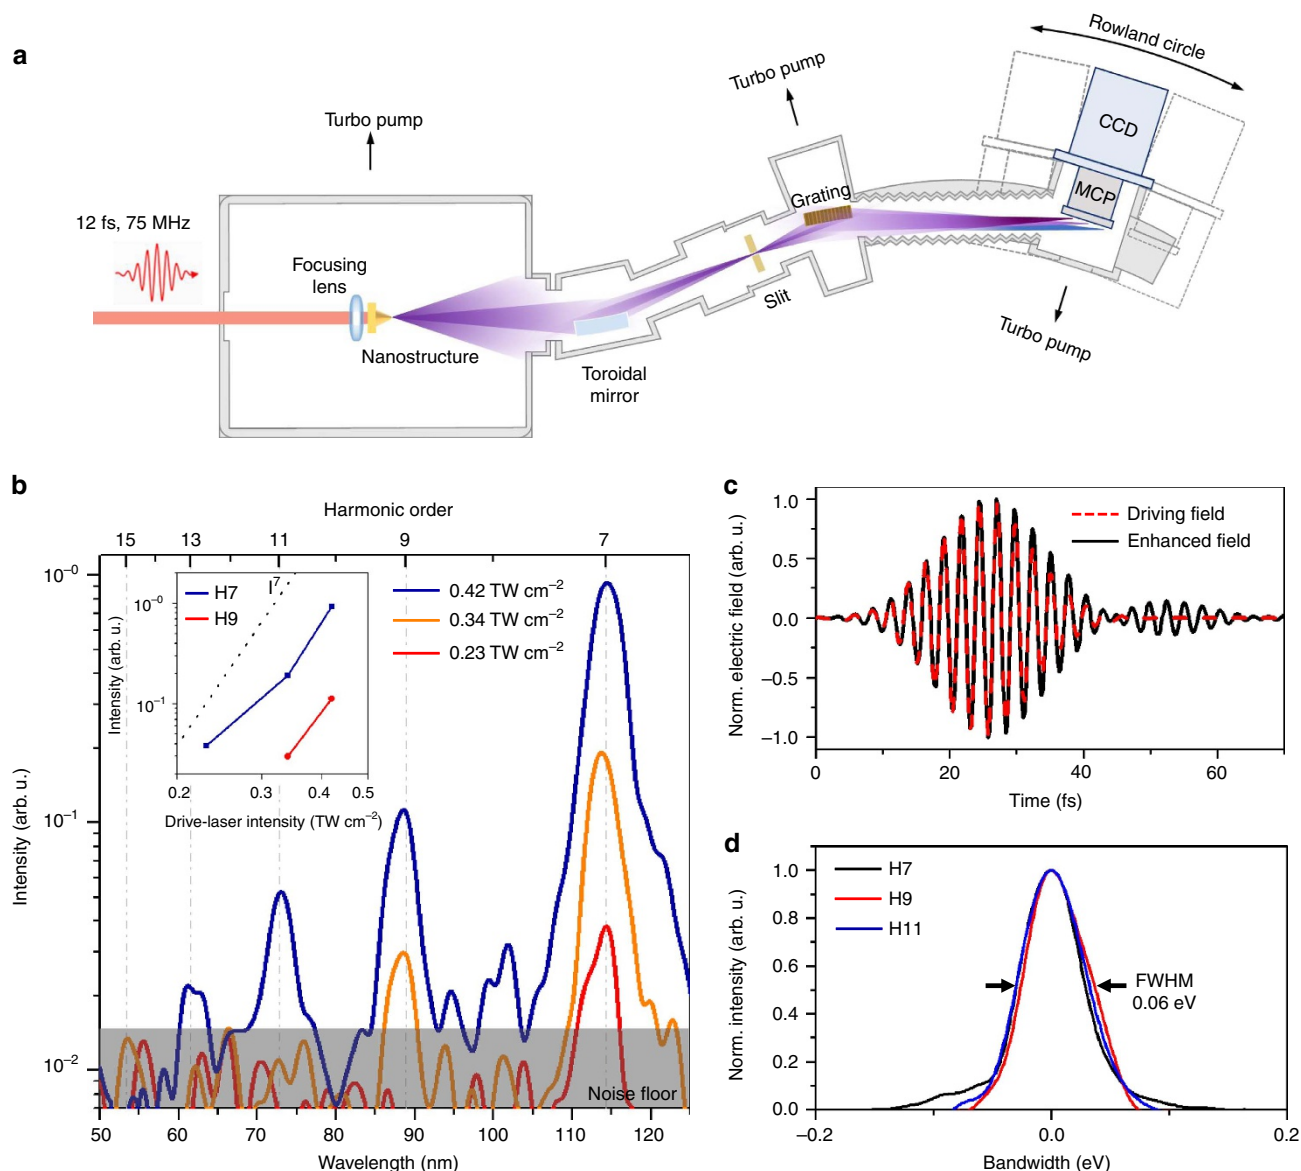 a
Rowland circle
Turbo pump
Turbo pump
CCD
MCP
Grating
12 fs, 75 MHz
Focusing
lens
Slit
Nanostructure
Toroidal
mirror
Turbo pump
b
Harmonic order
15 13 11 9 7
10⁻⁰
10⁻¹
10⁻²
Intensity (arb. u.)
H7
H9
I⁷
10⁻⁰
10⁻¹
Intensity (arb. u.)
0.2 0.3 0.4 0.5
Drive-laser intensity (TW cm⁻²)
0.42 TW cm⁻²
0.34 TW cm⁻²
0.23 TW cm⁻²
Noise floor
50 60 70 80 90 100 110 120
Wavelength (nm)
c
Norm. electric field (arb. u.)
1.0
0.5
0.0
−0.5
−1.0
Driving field
Enhanced field
0 20 40 60
Time (fs)
d
Norm. intensity (arb. u.)
1.0
0.8
0.6
0.4
0.2
0.0
H7
H9
H11
FWHM
0.06 eV
−0.2 0.0 0.2
Bandwidth (eV)